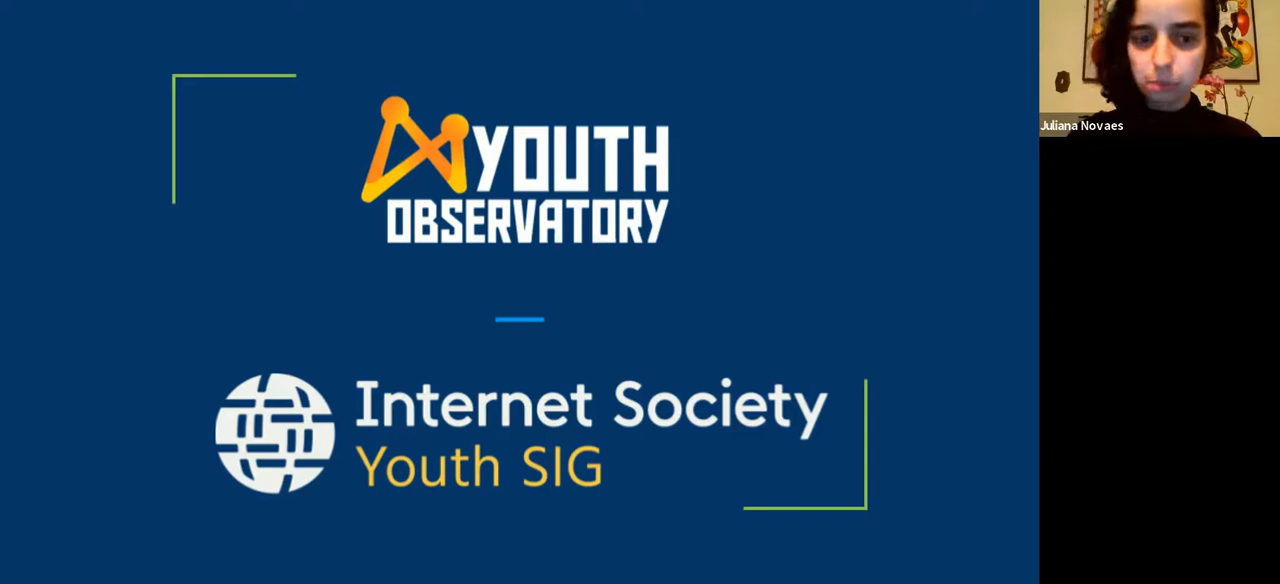 YOUTH
OBSERVATORY
Internet Society
Youth SIG
Juliana Novaes